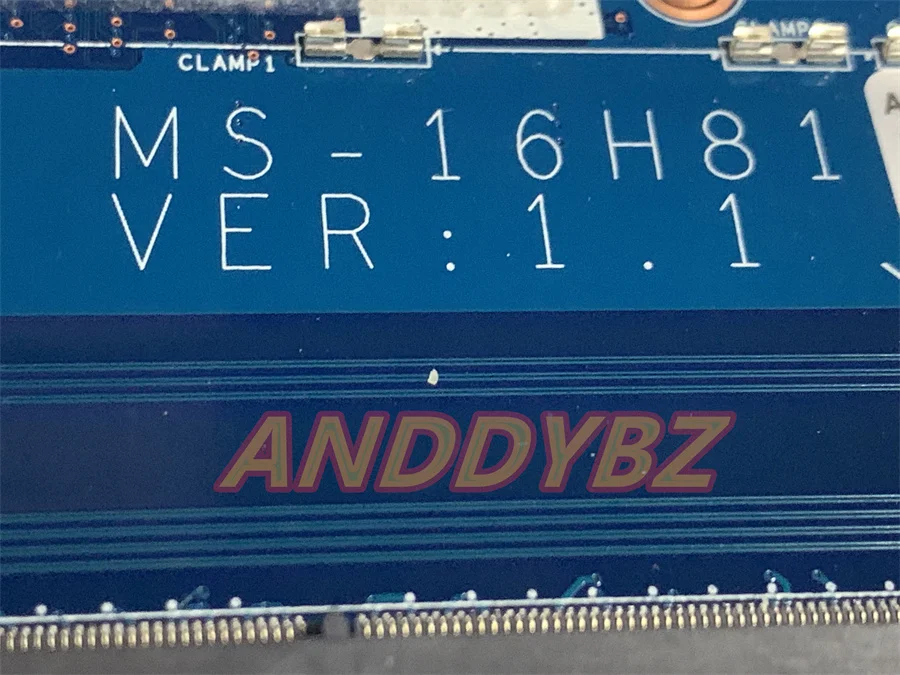 CLAMP1
MS-16H81
VER:1.1
ANDDYBZ